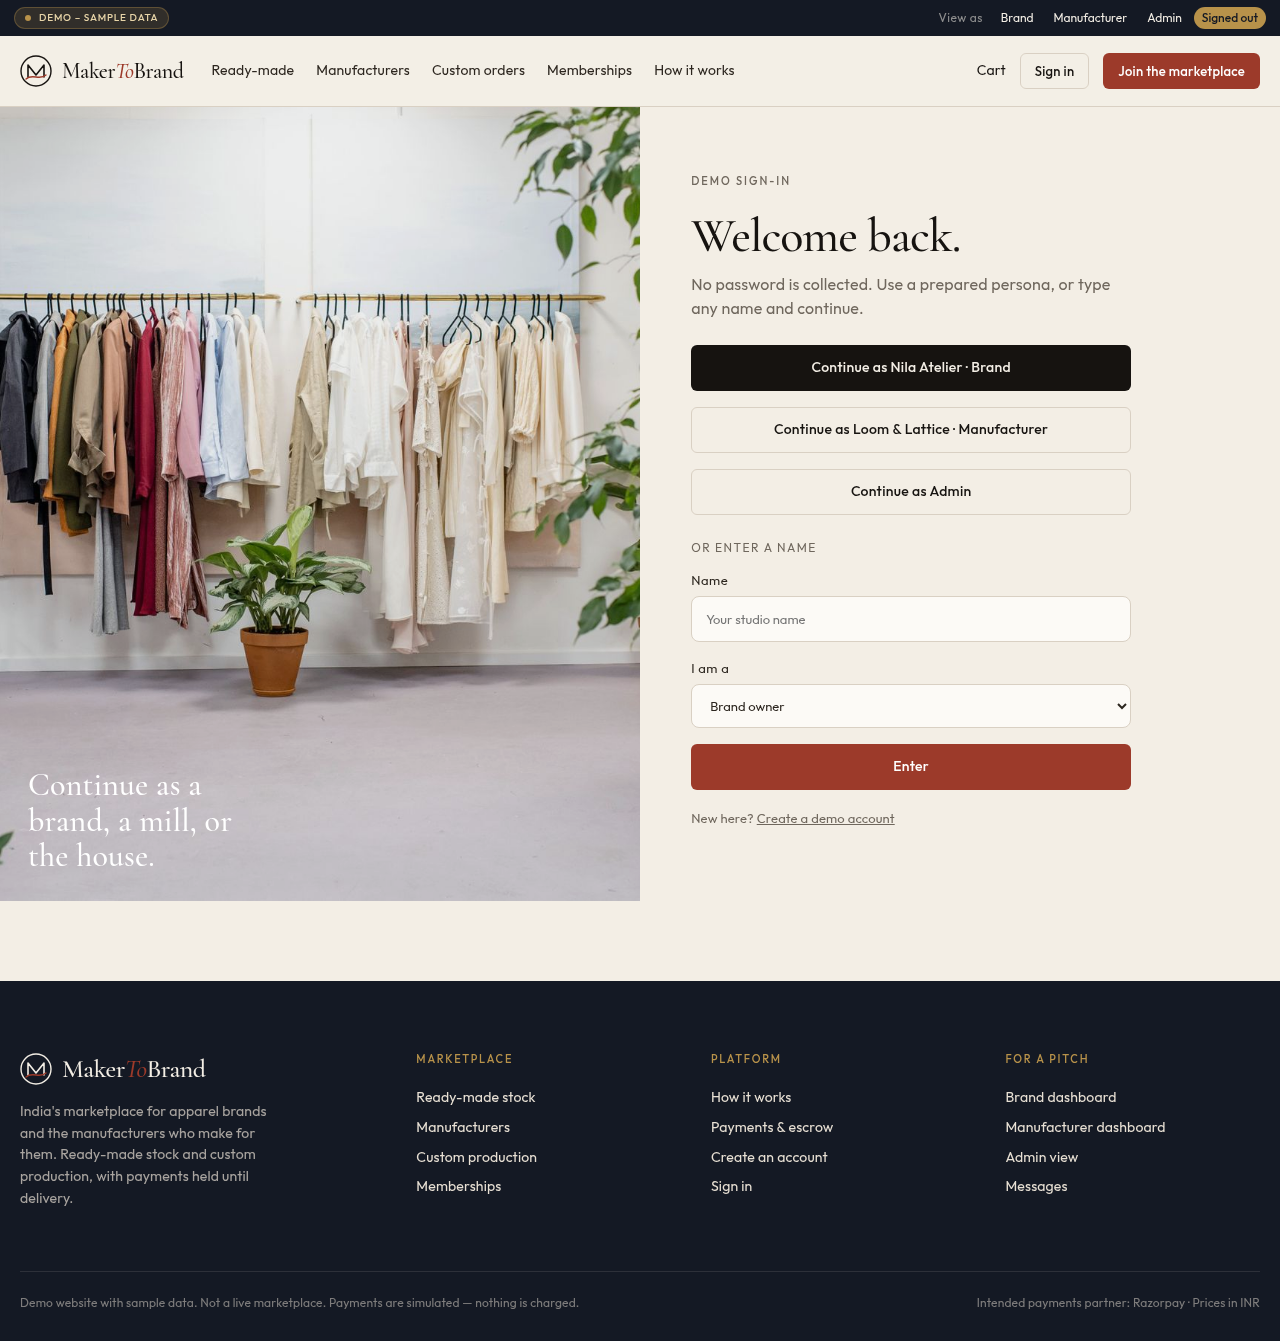 DEMO – SAMPLE DATA
View as Brand Manufacturer Admin Signed out
MakerToBrand Ready-made Manufacturers Custom orders Memberships How it works Cart Sign in Join the marketplace
Continue as a
brand, a mill, or
the house.
DEMO SIGN-IN
Welcome back.
No password is collected. Use a prepared persona, or type
any name and continue.
Continue as Nila Atelier · Brand
Continue as Loom & Lattice · Manufacturer
Continue as Admin
OR ENTER A NAME
Name
Your studio name
I am a
Brand owner
Enter
New here? Create a demo account
MakerToBrand
India's marketplace for apparel brands
and the manufacturers who make for
them. Ready-made stock and custom
production, with payments held until
delivery.
MARKETPLACE
Ready-made stock
Manufacturers
Custom production
Memberships
PLATFORM
How it works
Payments & escrow
Create an account
Sign in
FOR A PITCH
Brand dashboard
Manufacturer dashboard
Admin view
Messages
Demo website with sample data. Not a live marketplace. Payments are simulated — nothing is charged.
Intended payments partner: Razorpay · Prices in INR